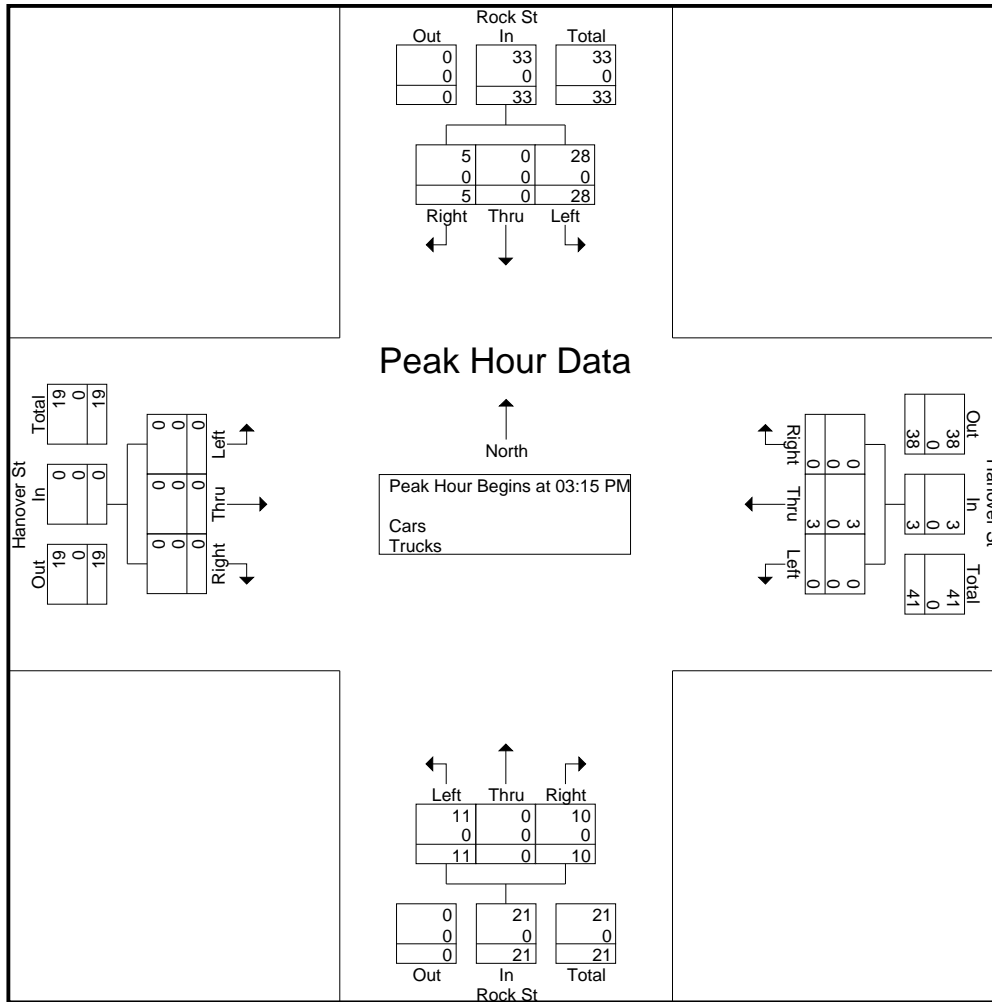 Rock St
Out In Total
0 33 33
0 0 0
0 33 33
5 0 28
0 0 0
5 0 28
Right Thru Left
Peak Hour Data
North
Peak Hour Begins at 03:15 PM
Cars
Trucks
Hanover St
Out In Total
19 0 19
0 0 0
19 0 19
Left Thru Right
0 0 0
0 0 0
0 0 0
Hanover St
Out In Total
38 3 41
0 0 0
38 3 41
Right Thru Left
0 3 0
0 0 0
0 3 0
Left Thru Right
11 0 10
0 0 0
11 0 10
0 21 21
0 0 0
0 21 21
Out In Total
Rock St